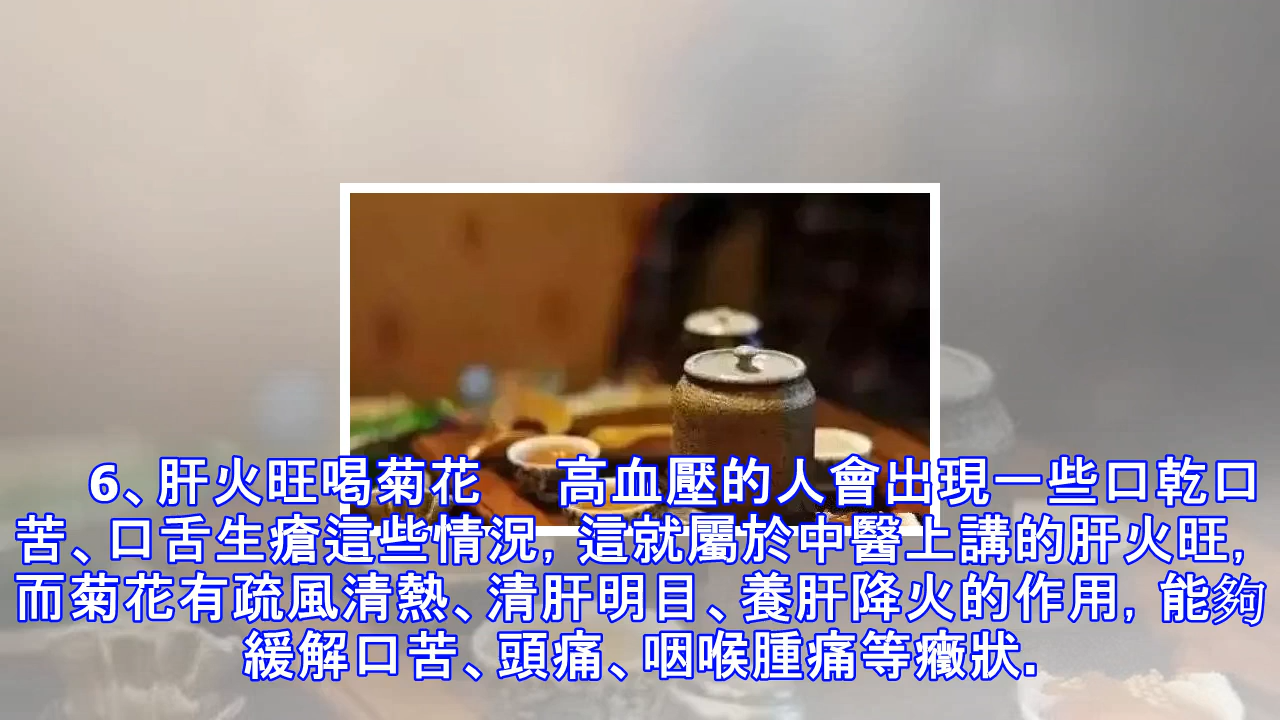 6、肝火旺喝菊花　高血壓的人會出現一些口乾口
苦、口舌生瘡這些情況, 這就屬於中醫上講的肝火旺,
而菊花有疏風清熱、清肝明目、養肝降火的作用, 能夠
緩解口苦、頭痛、咽喉腫痛等癥狀.